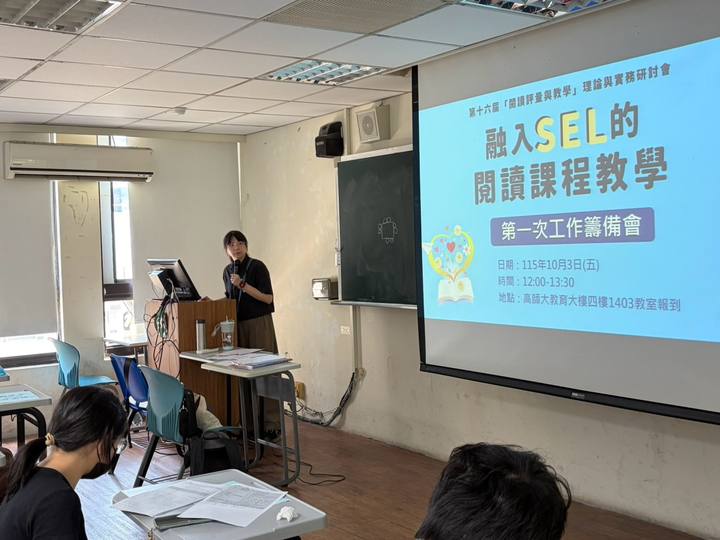 第十六屆「閱讀評量與教學」理論與實務研討會
融入SEL的
閱讀課程教學
第一次工作籌備會
日期：115年10月3日(五)
時間：12:00-13:30
地點：高師大教育大樓四樓1403教室報到